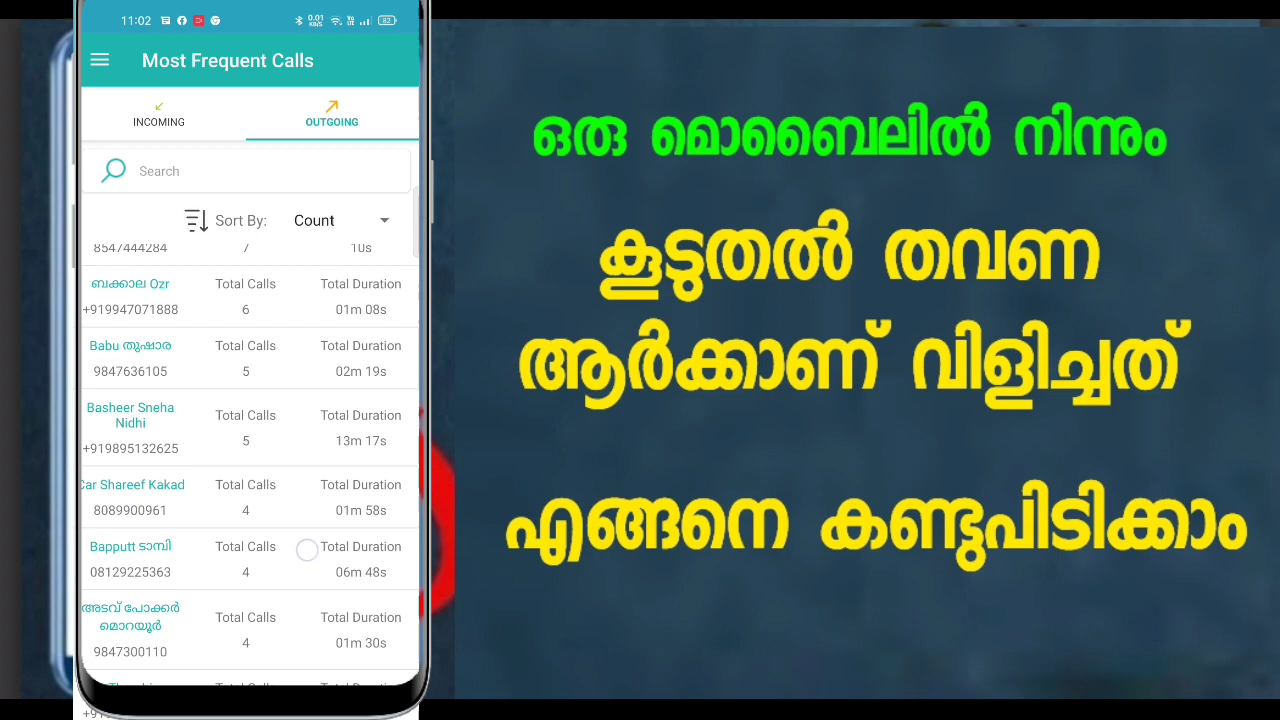 11:02
0.01 KB/S
82
Most Frequent Calls
INCOMING
OUTGOING
Search
Sort By: Count
8547444284 7 10s
ബക്കാല Ozr Total Calls Total Duration
+919947071888 6 01m 08s
Babu തുഷാര Total Calls Total Duration
9847636105 5 02m 19s
Basheer Sneha Nidhi Total Calls Total Duration
+919895132625 5 13m 17s
Car Shareef Kakad Total Calls Total Duration
8089900961 4 01m 58s
Bapputt ടാമ്പി Total Calls Total Duration
08129225363 4 06m 48s
അടവ് പോക്കർ
മൊറയൂർ Total Calls Total Duration
9847300110 4 01m 30s
ഒരു മൊബൈലിൽ നിന്നും
കൂടുതൽ തവണ
ആർക്കാണ് വിളിച്ചത്
എങ്ങനെ കണ്ടുപിടിക്കാം